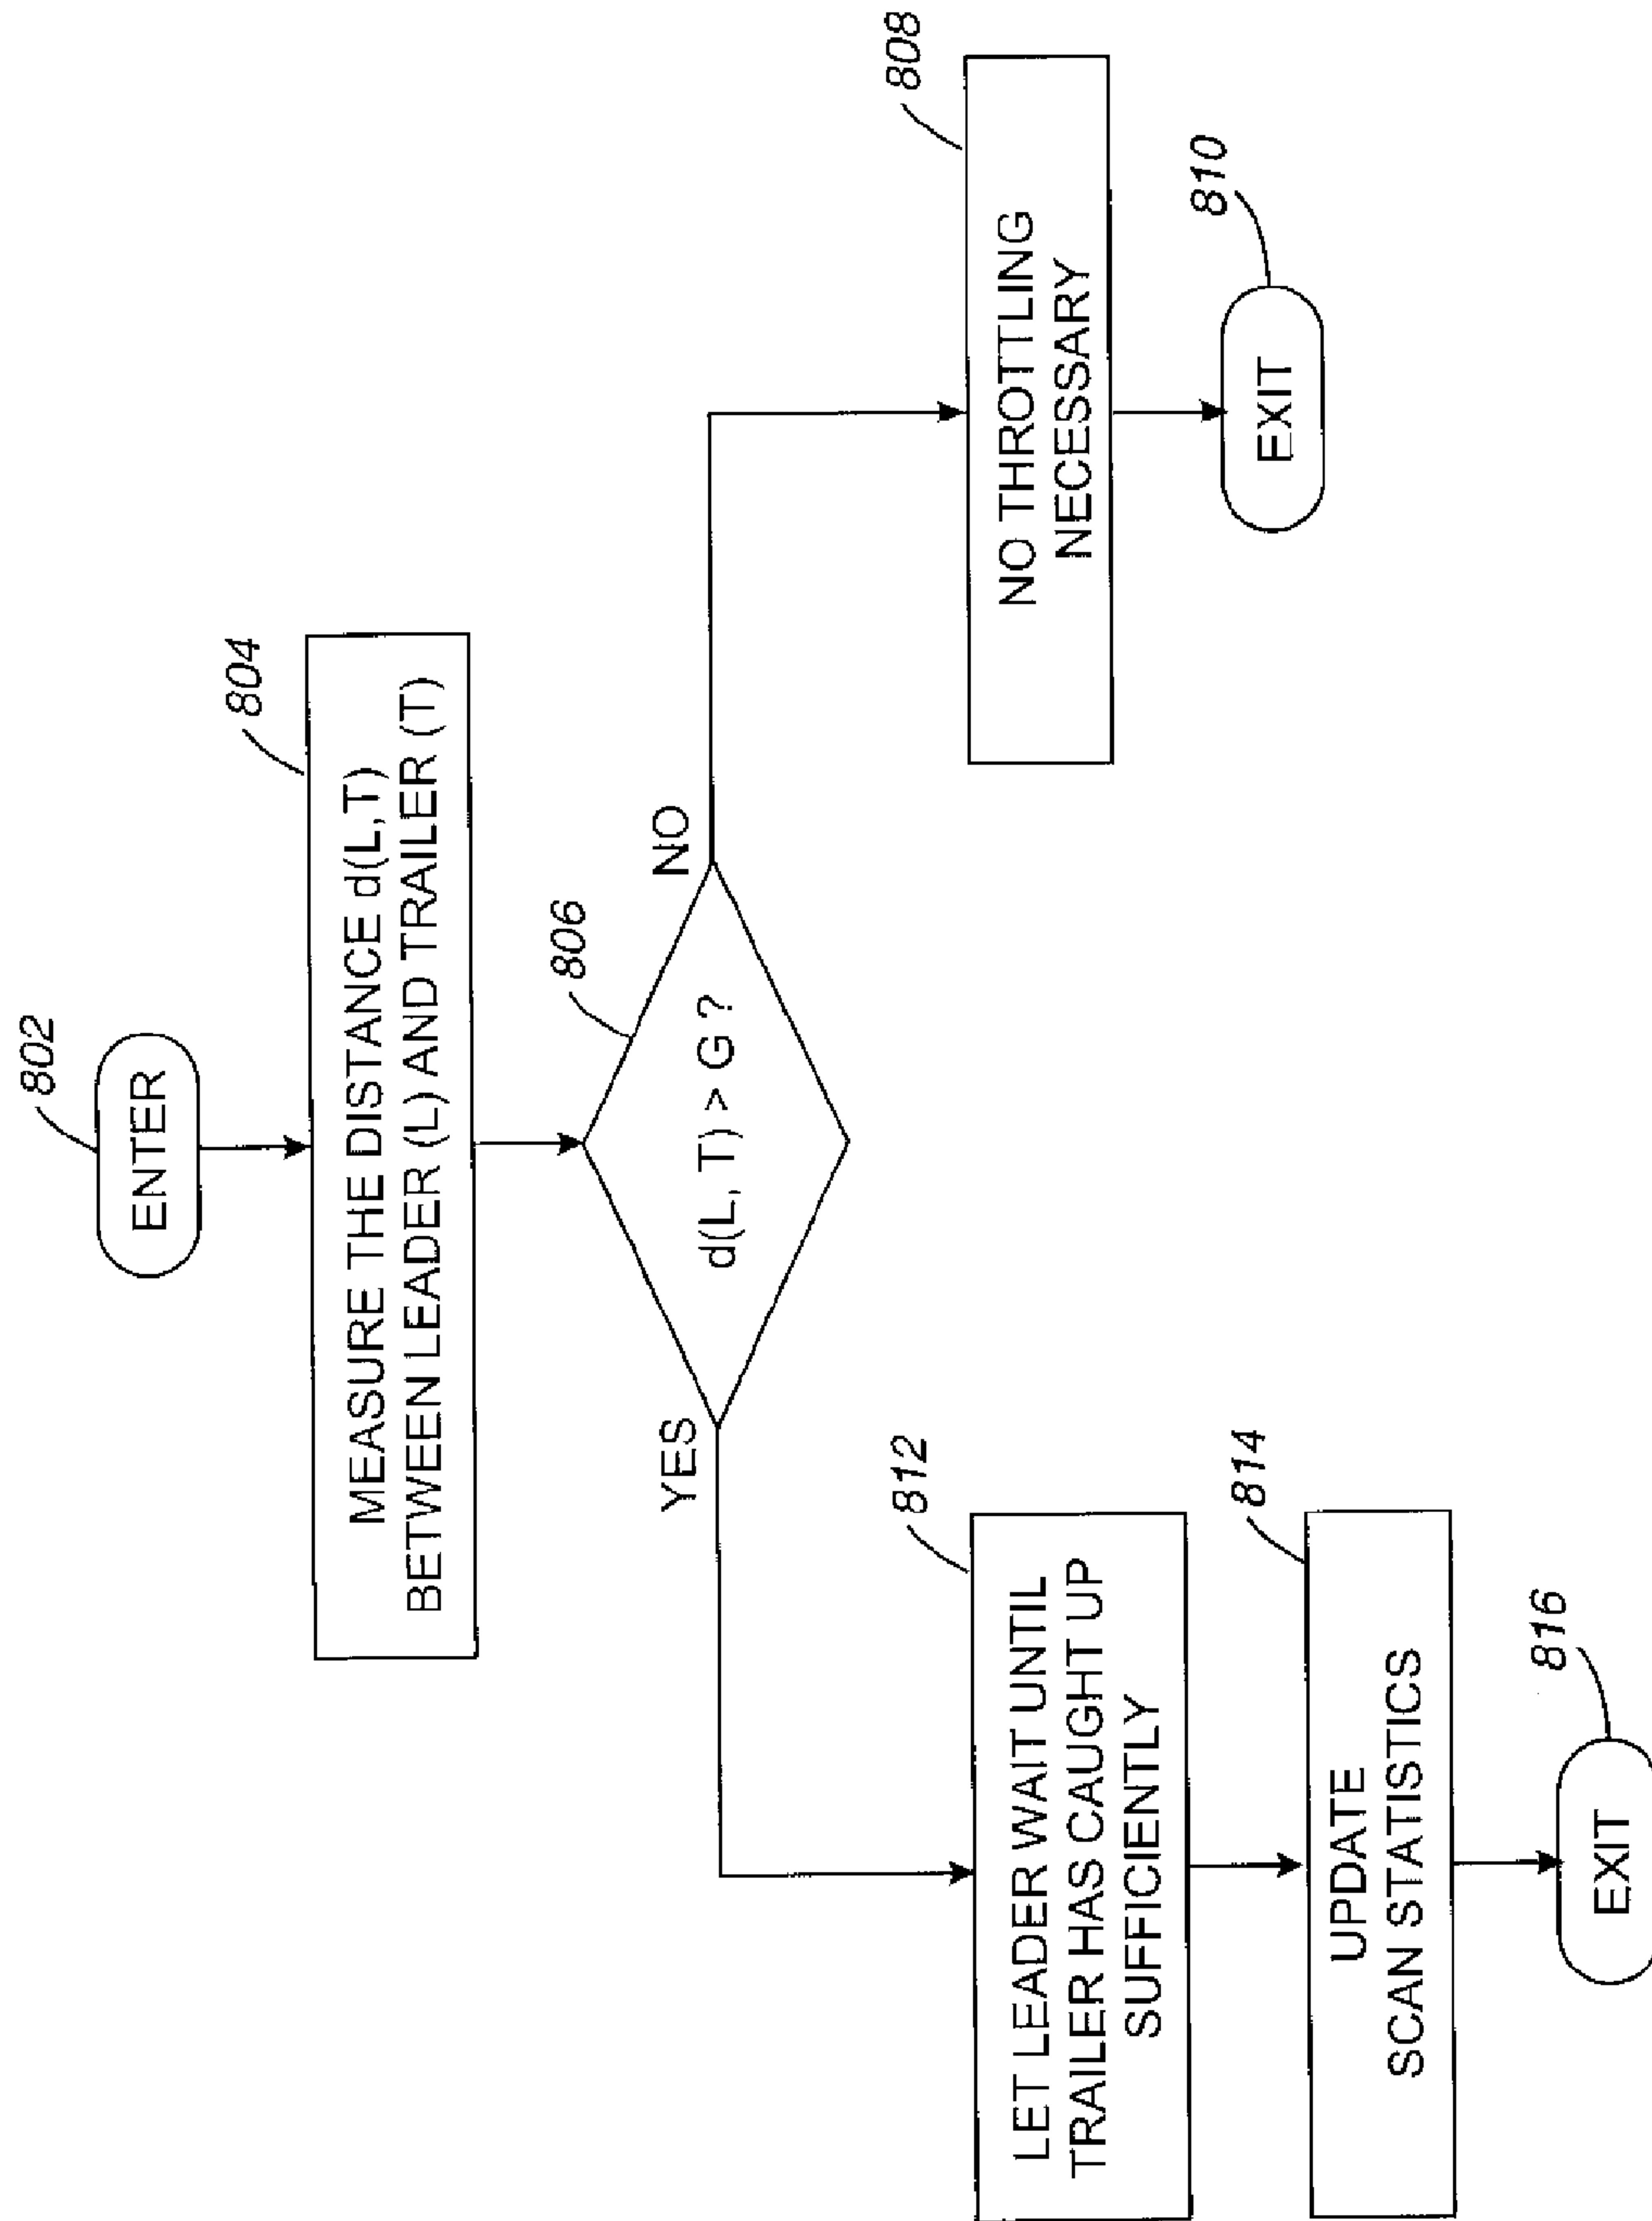 802
ENTER
804
MEASURE THE DISTANCE d(L,T)
BETWEEN LEADER (L) AND TRAILER (T)
806
d(L, T) > G ?
YES
NO
812
LET LEADER WAIT UNTIL
TRAILER HAS CAUGHT UP
SUFFICIENTLY
814
UPDATE
SCAN STATISTICS
816
EXIT
808
NO THROTTLING
NECESSARY
810
EXIT